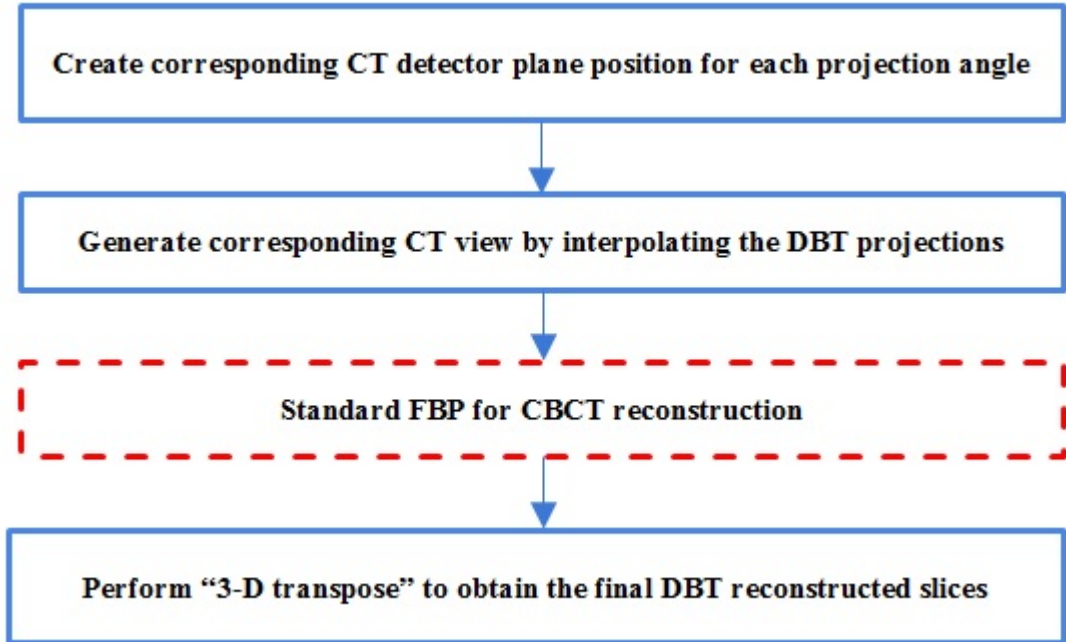 Create corresponding CT detector plane position for each projection angle
Generate corresponding CT view by interpolating the DBT projections
Standard FBP for CBCT reconstruction
Perform “3-D transpose” to obtain the final DBT reconstructed slices